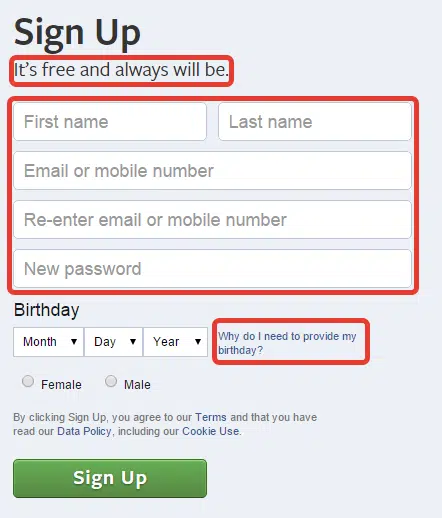 Sign Up
It's free and always will be.
First name Last name
Email or mobile number
Re-enter email or mobile number
New password
Birthday
Month Day Year Why do I need to provide my
birthday?
Female Male
By clicking Sign Up, you agree to our Terms and that you have
read our Data Policy, including our Cookie Use.
Sign Up